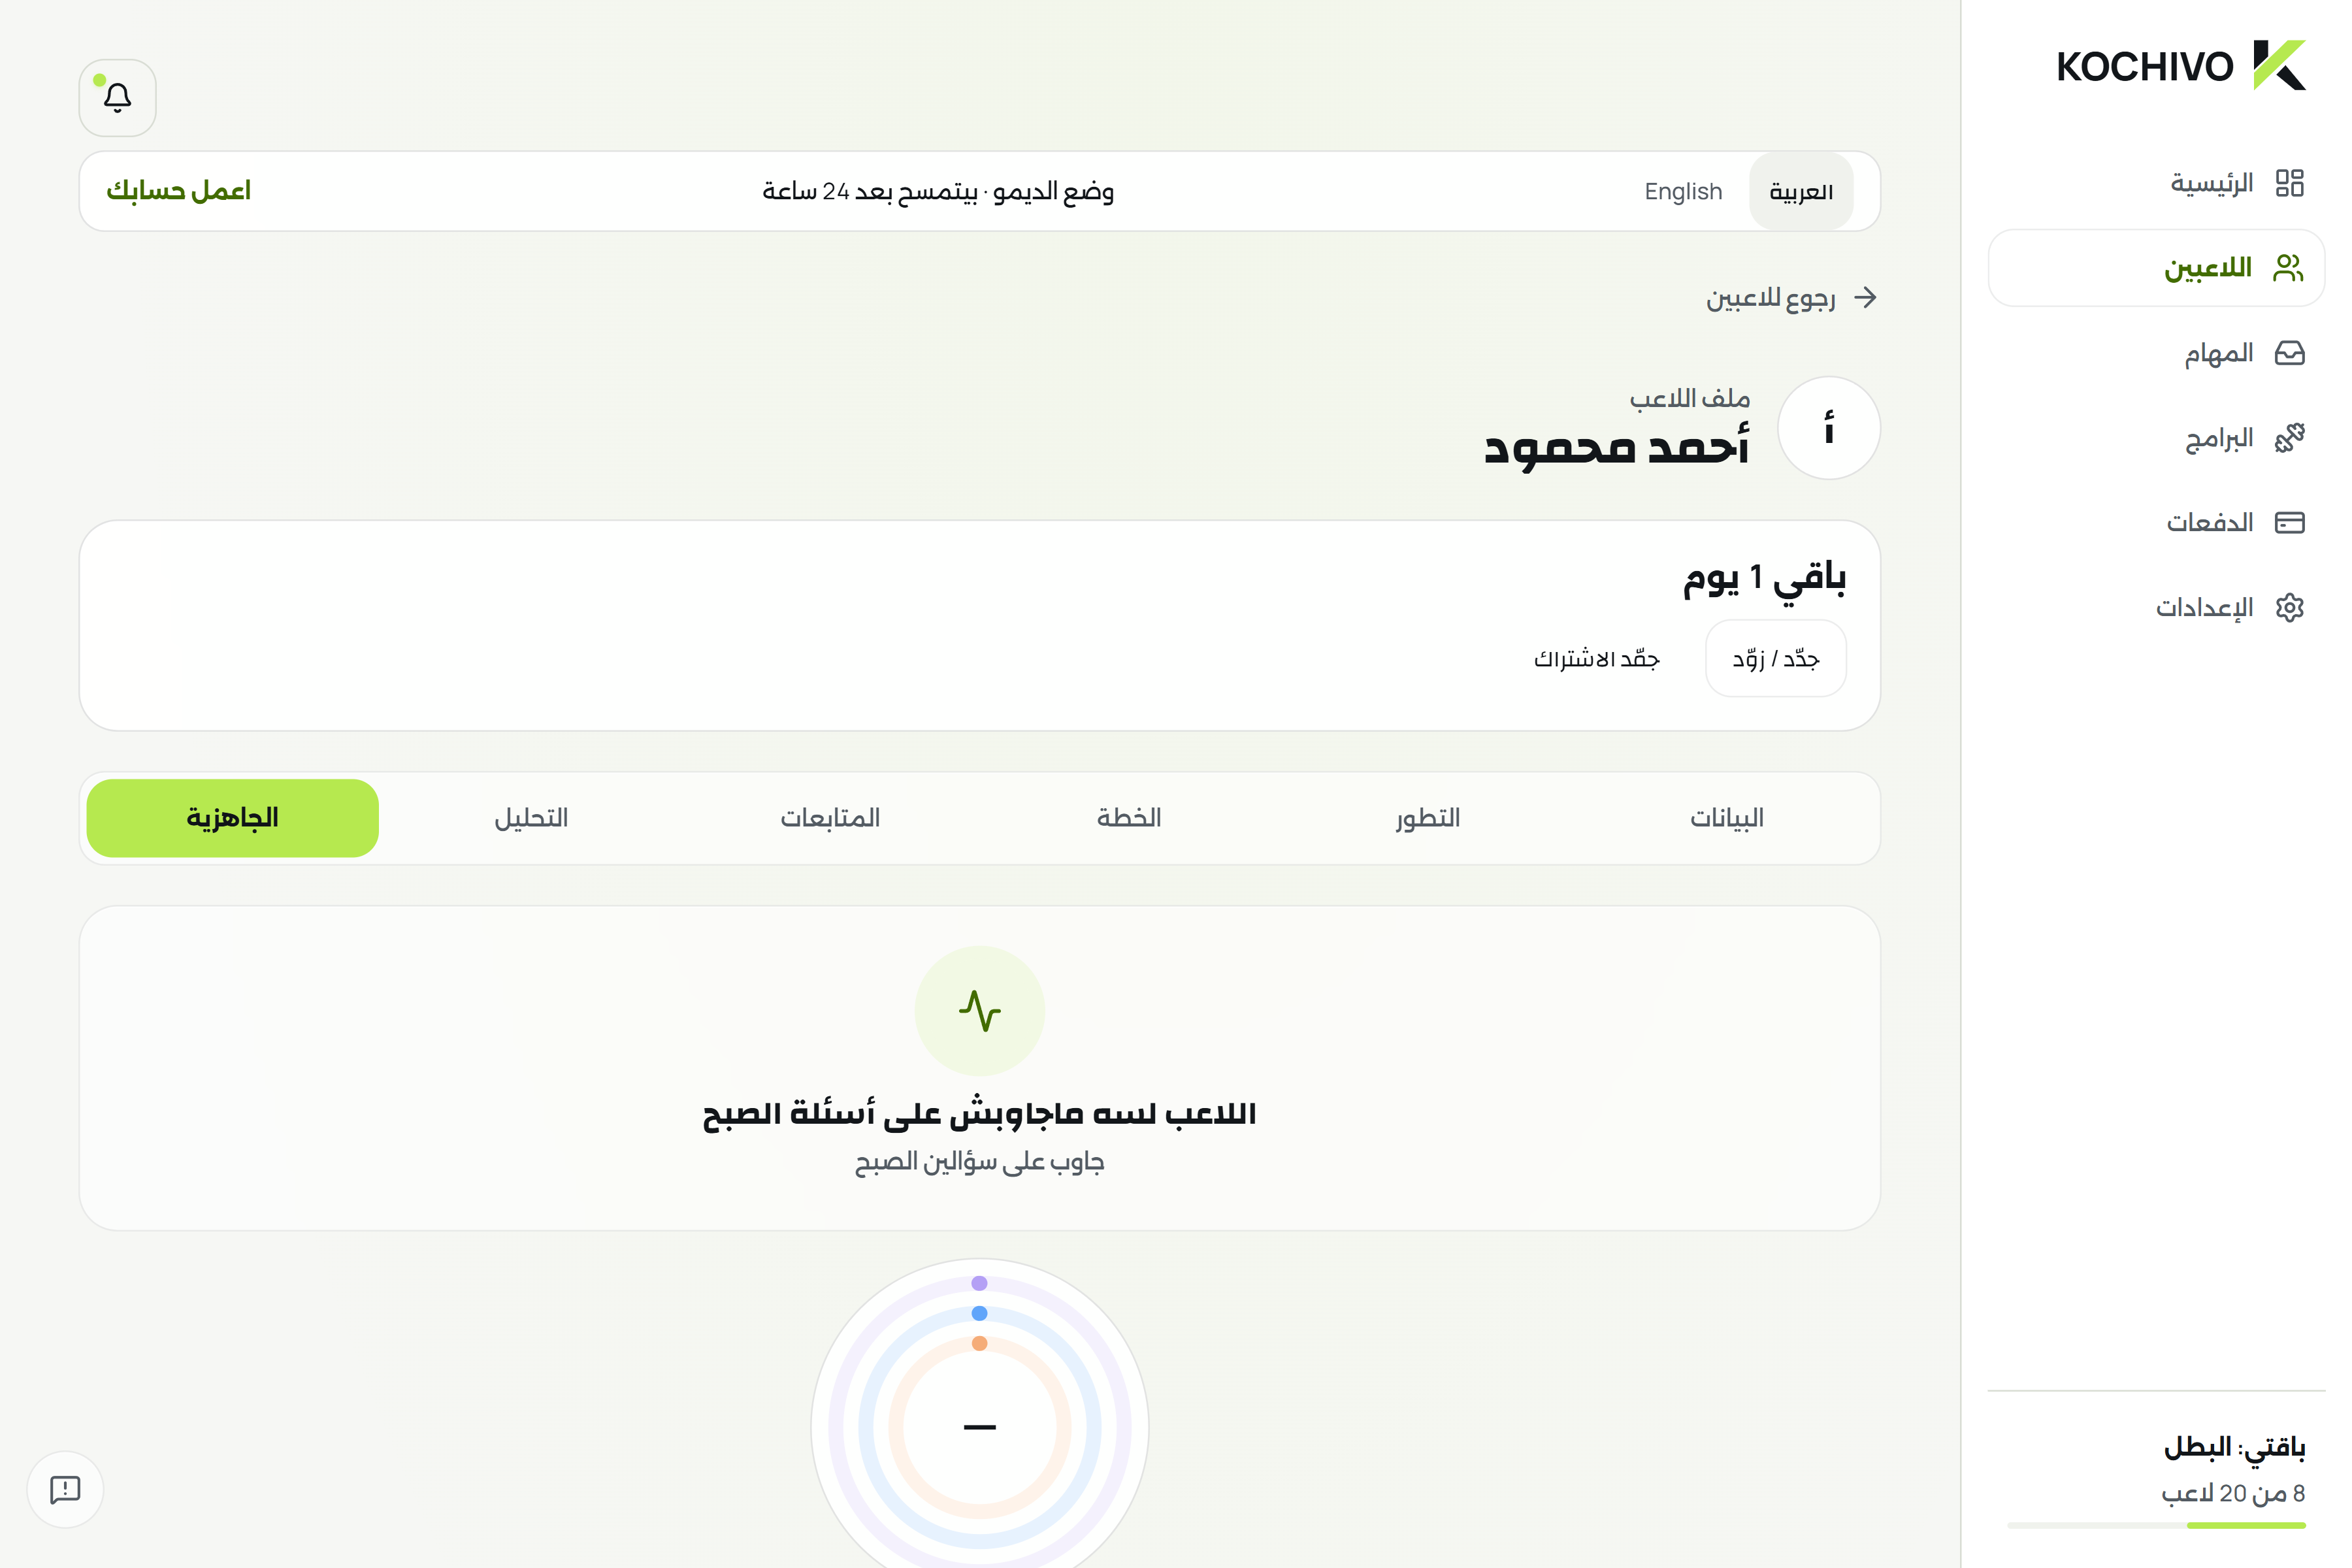 KOCHIVO
الرئيسية
اللاعبين
المهام
البرامج
الدفعات
الإعدادات
باقتي: البطل
8 من 20 لاعب
العربية
English
وضع الديمو · بيتمسح بعد 24 ساعة
اعمل حسابك
رجوع للاعبين
أ
ملف اللاعب
أحمد محمود
باقي 1 يوم
جدّد / زوّد
جمّد الاشتراك
البيانات
التطور
الخطة
المتابعات
التحليل
الجاهزية
اللاعب لسه ماجاوبش على أسئلة الصبح
جاوب على سؤالين الصبح
—